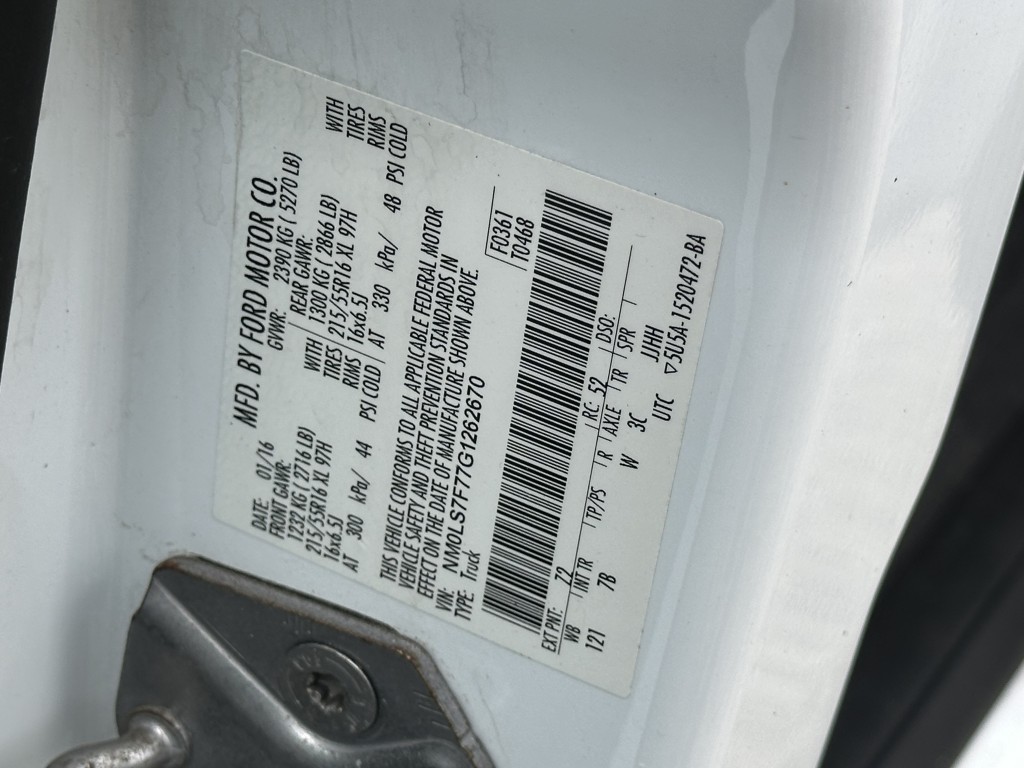 MFD. BY FORD MOTOR CO.
DATE: 01/16 GVWR: 2390 KG ( 5270 LB)
FRONT GAWR: WITH REAR GAWR: WITH
1232 KG ( 2716 LB) TIRES 1300 KG ( 2866 LB) TIRES
215/55R16 XL 97H RIMS 215/55R16 XL 97H RIMS
16x6.5J 16x6.5J
AT 300 kPa/ 44 PSI COLD AT 330 kPa/ 48 PSI COLD
THIS VEHICLE CONFORMS TO ALL APPLICABLE FEDERAL MOTOR
VEHICLE SAFETY AND THEFT PREVENTION STANDARDS IN
EFFECT ON THE DATE OF MANUFACTURE SHOWN ABOVE.
VIN: NM0LS7F77G1262670 F0361
TYPE: Truck T0468
EXT PNT: 72 RC: 52 DSO:
WB INT TR TP/PS R AXLE TR SPR
121 7B W 3C JJHH
UTC ▽5U5A-1520472-BA